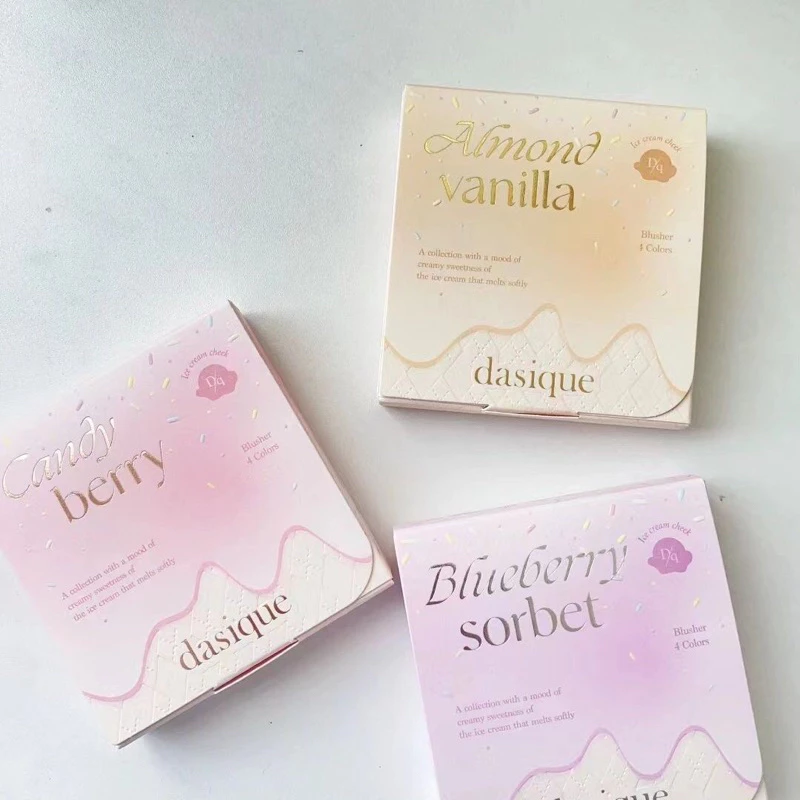 Almond
vanilla
Ice cream cheek
D/q
Blusher
4 Colors
A collection with a mood of
creamy sweetness of
the ice cream that melts softly
dasique
Candy
berry
Ice cream cheek
D/q
Blusher
4 Colors
A collection with a mood of
creamy sweetness of
the ice cream that melts softly
dasique
Blueberry
sorbet
Ice cream cheek
D/q
Blusher
4 Colors
A collection with a mood of
creamy sweetness of
the ice cream that melts softly
dasique